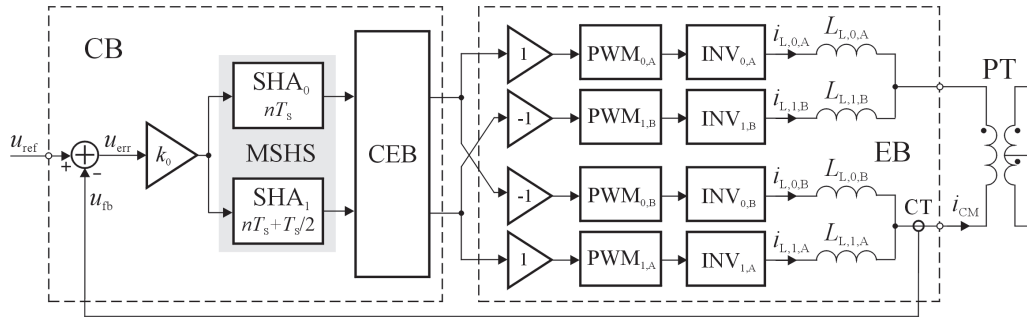 CB
u_ref
+
−
u_err
u_fb
k_0
SHA_0
nT_s
MSHS
SHA_1
nT_s+T_s/2
CEB
1
PWM_0,A
INV_0,A
i_L,0,A
L_L,0,A
-1
PWM_1,B
INV_1,B
i_L,1,B
L_L,1,B
-1
PWM_0,B
INV_0,B
i_L,0,B
L_L,0,B
1
PWM_1,A
INV_1,A
i_L,1,A
L_L,1,A
EB
CT
i_CM
PT